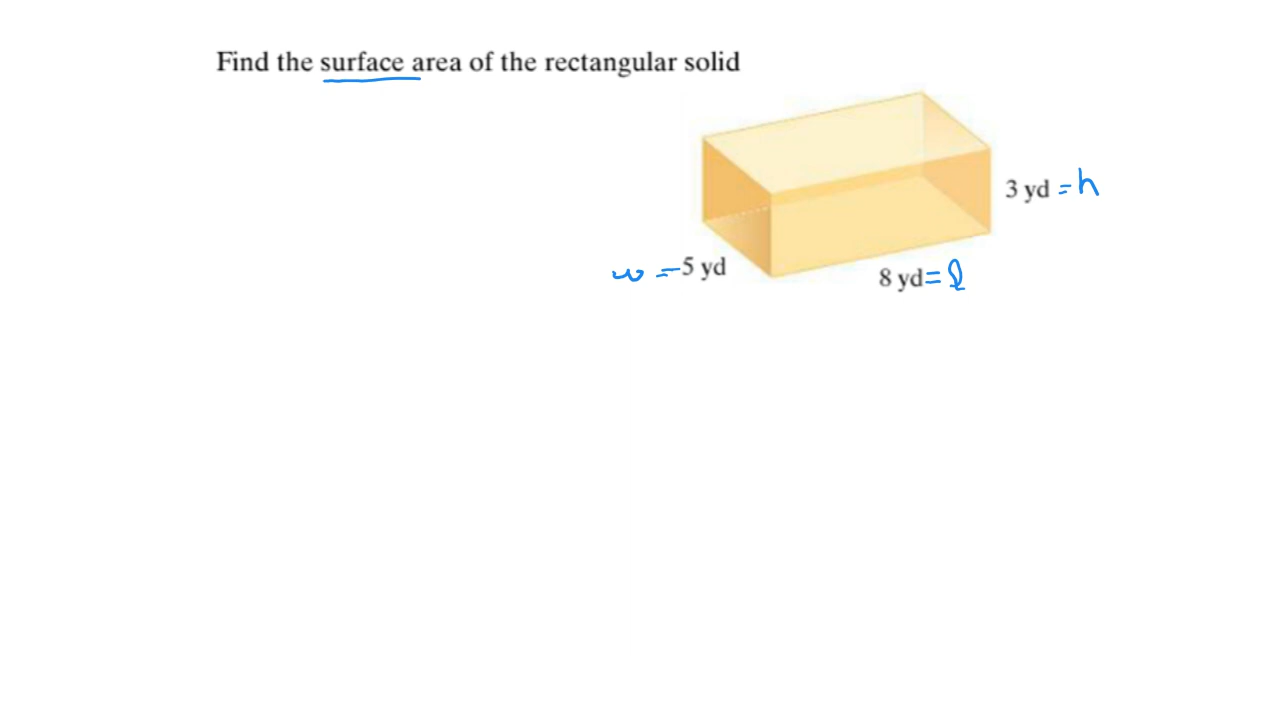 Find the surface area of the rectangular solid
3 yd = h
w = 5 yd
8 yd = l